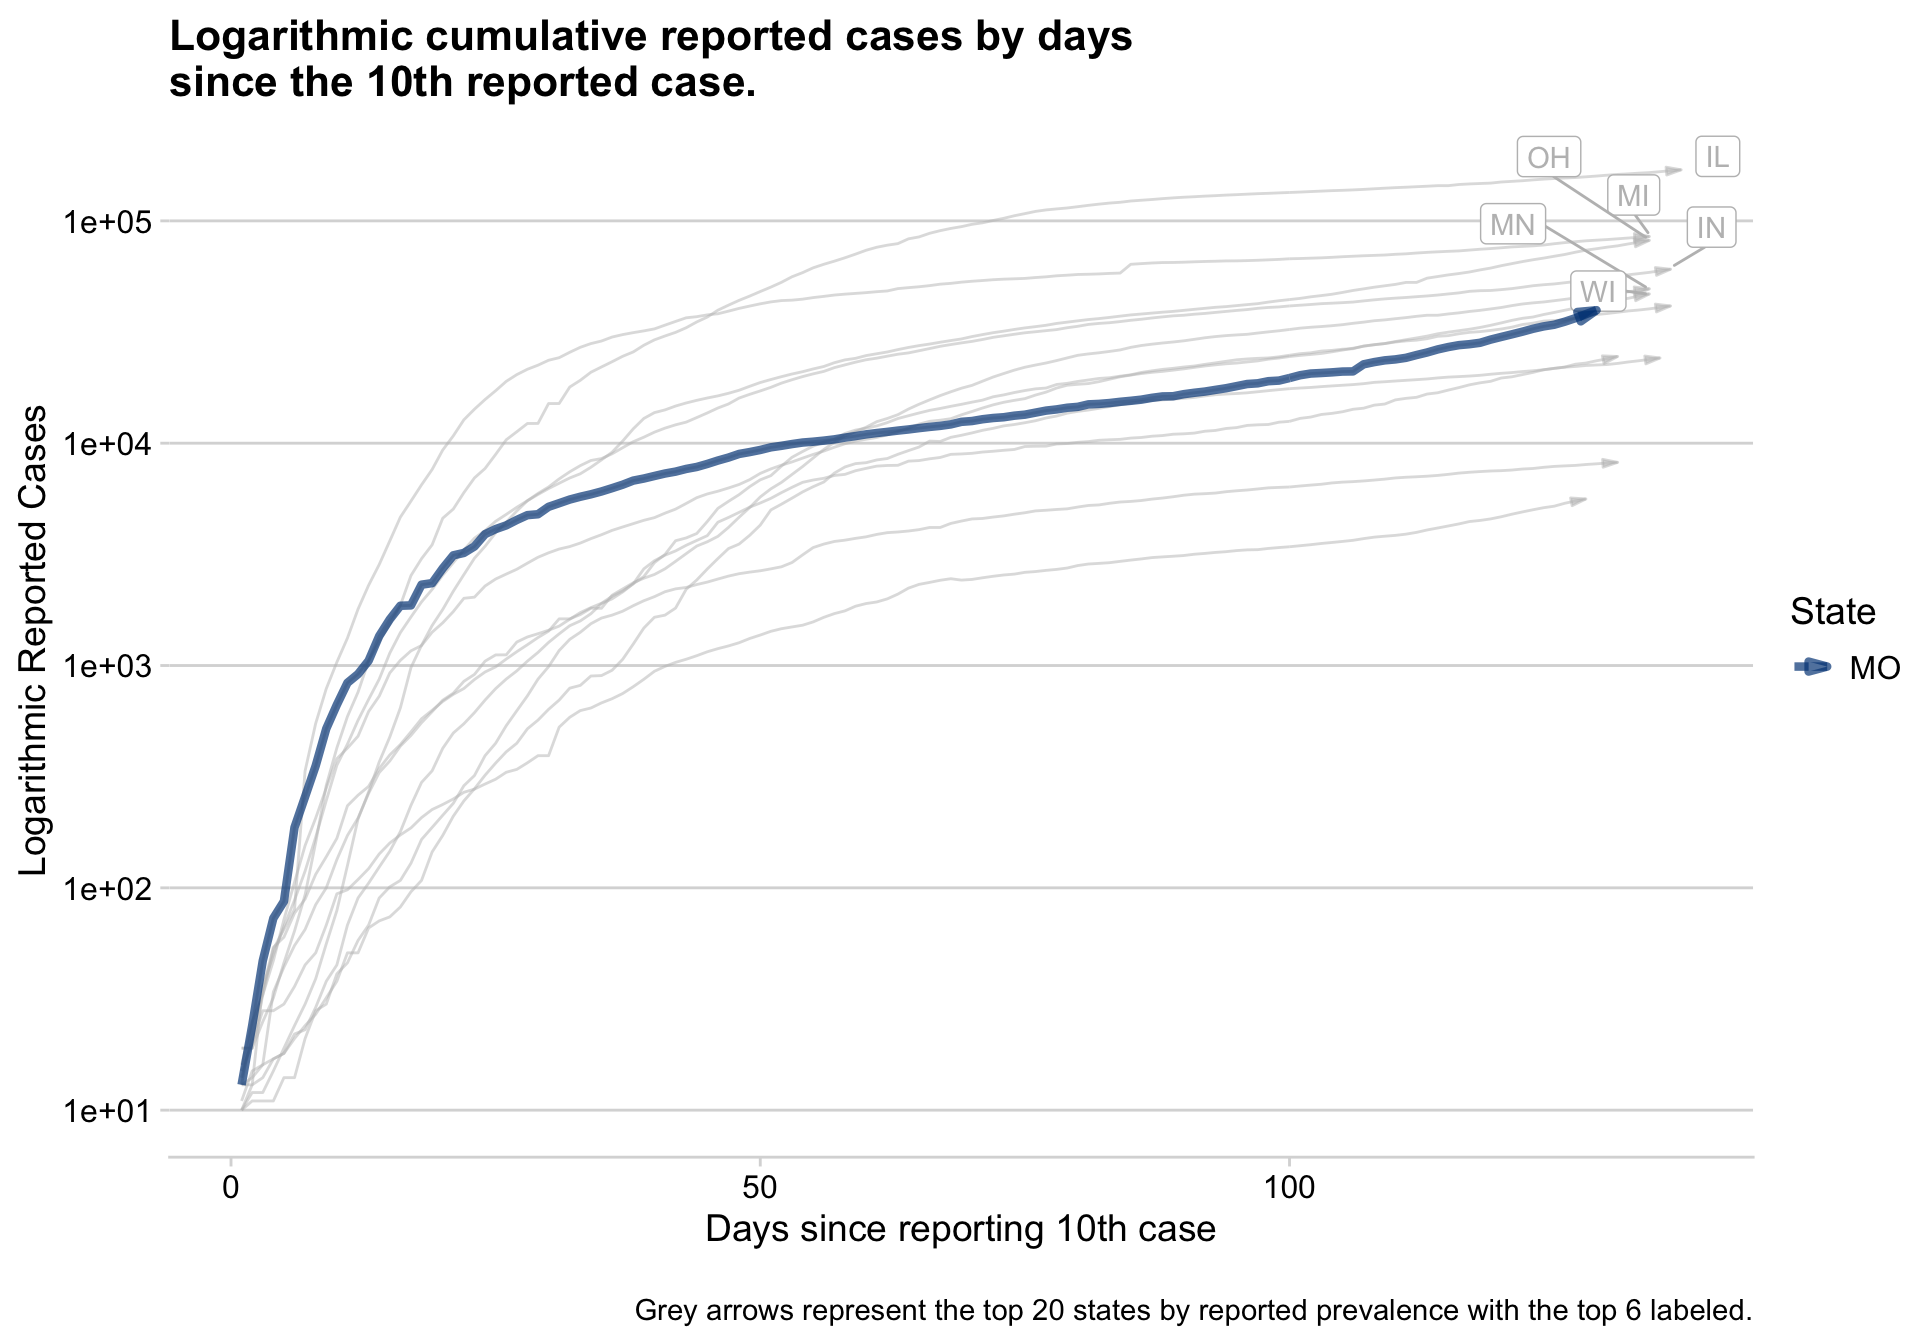 Logarithmic cumulative reported cases by days
since the 10th reported case.
OH
IL
MI
MN
IN
WI
1e+05
1e+04
1e+03
1e+02
1e+01
Logarithmic Reported Cases
State
MO
0
50
100
Days since reporting 10th case
Grey arrows represent the top 20 states by reported prevalence with the top 6 labeled.